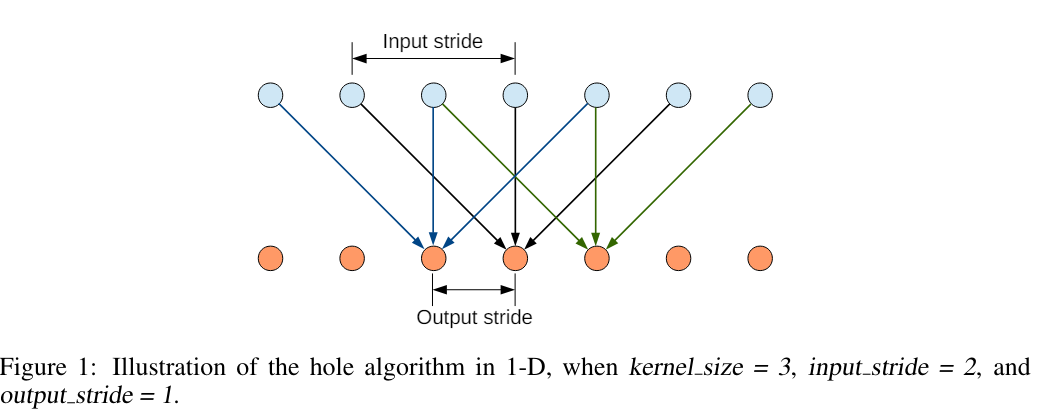 Input stride
Output stride
Figure 1: Illustration of the hole algorithm in 1-D, when kernel_size = 3, input_stride = 2, and
output_stride = 1.